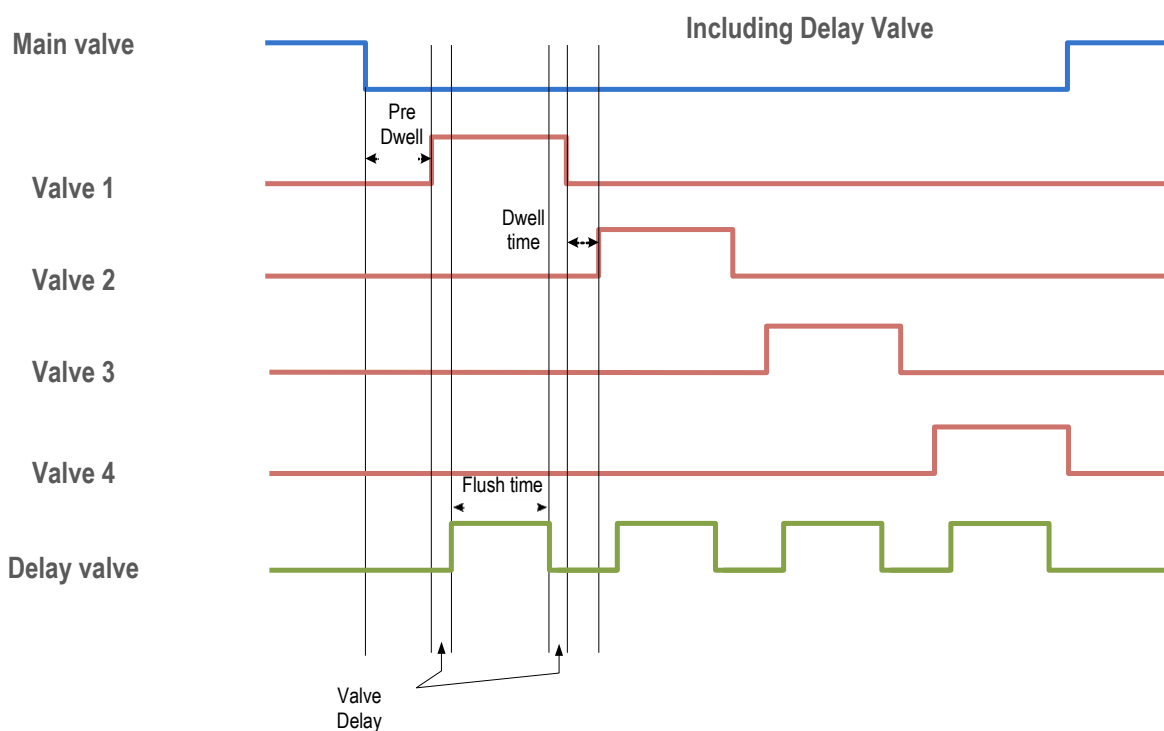 Including Delay Valve
Main valve
Pre
Dwell
Valve 1
Dwell
time
Valve 2
Valve 3
Valve 4
Flush time
Delay valve
Valve
Delay